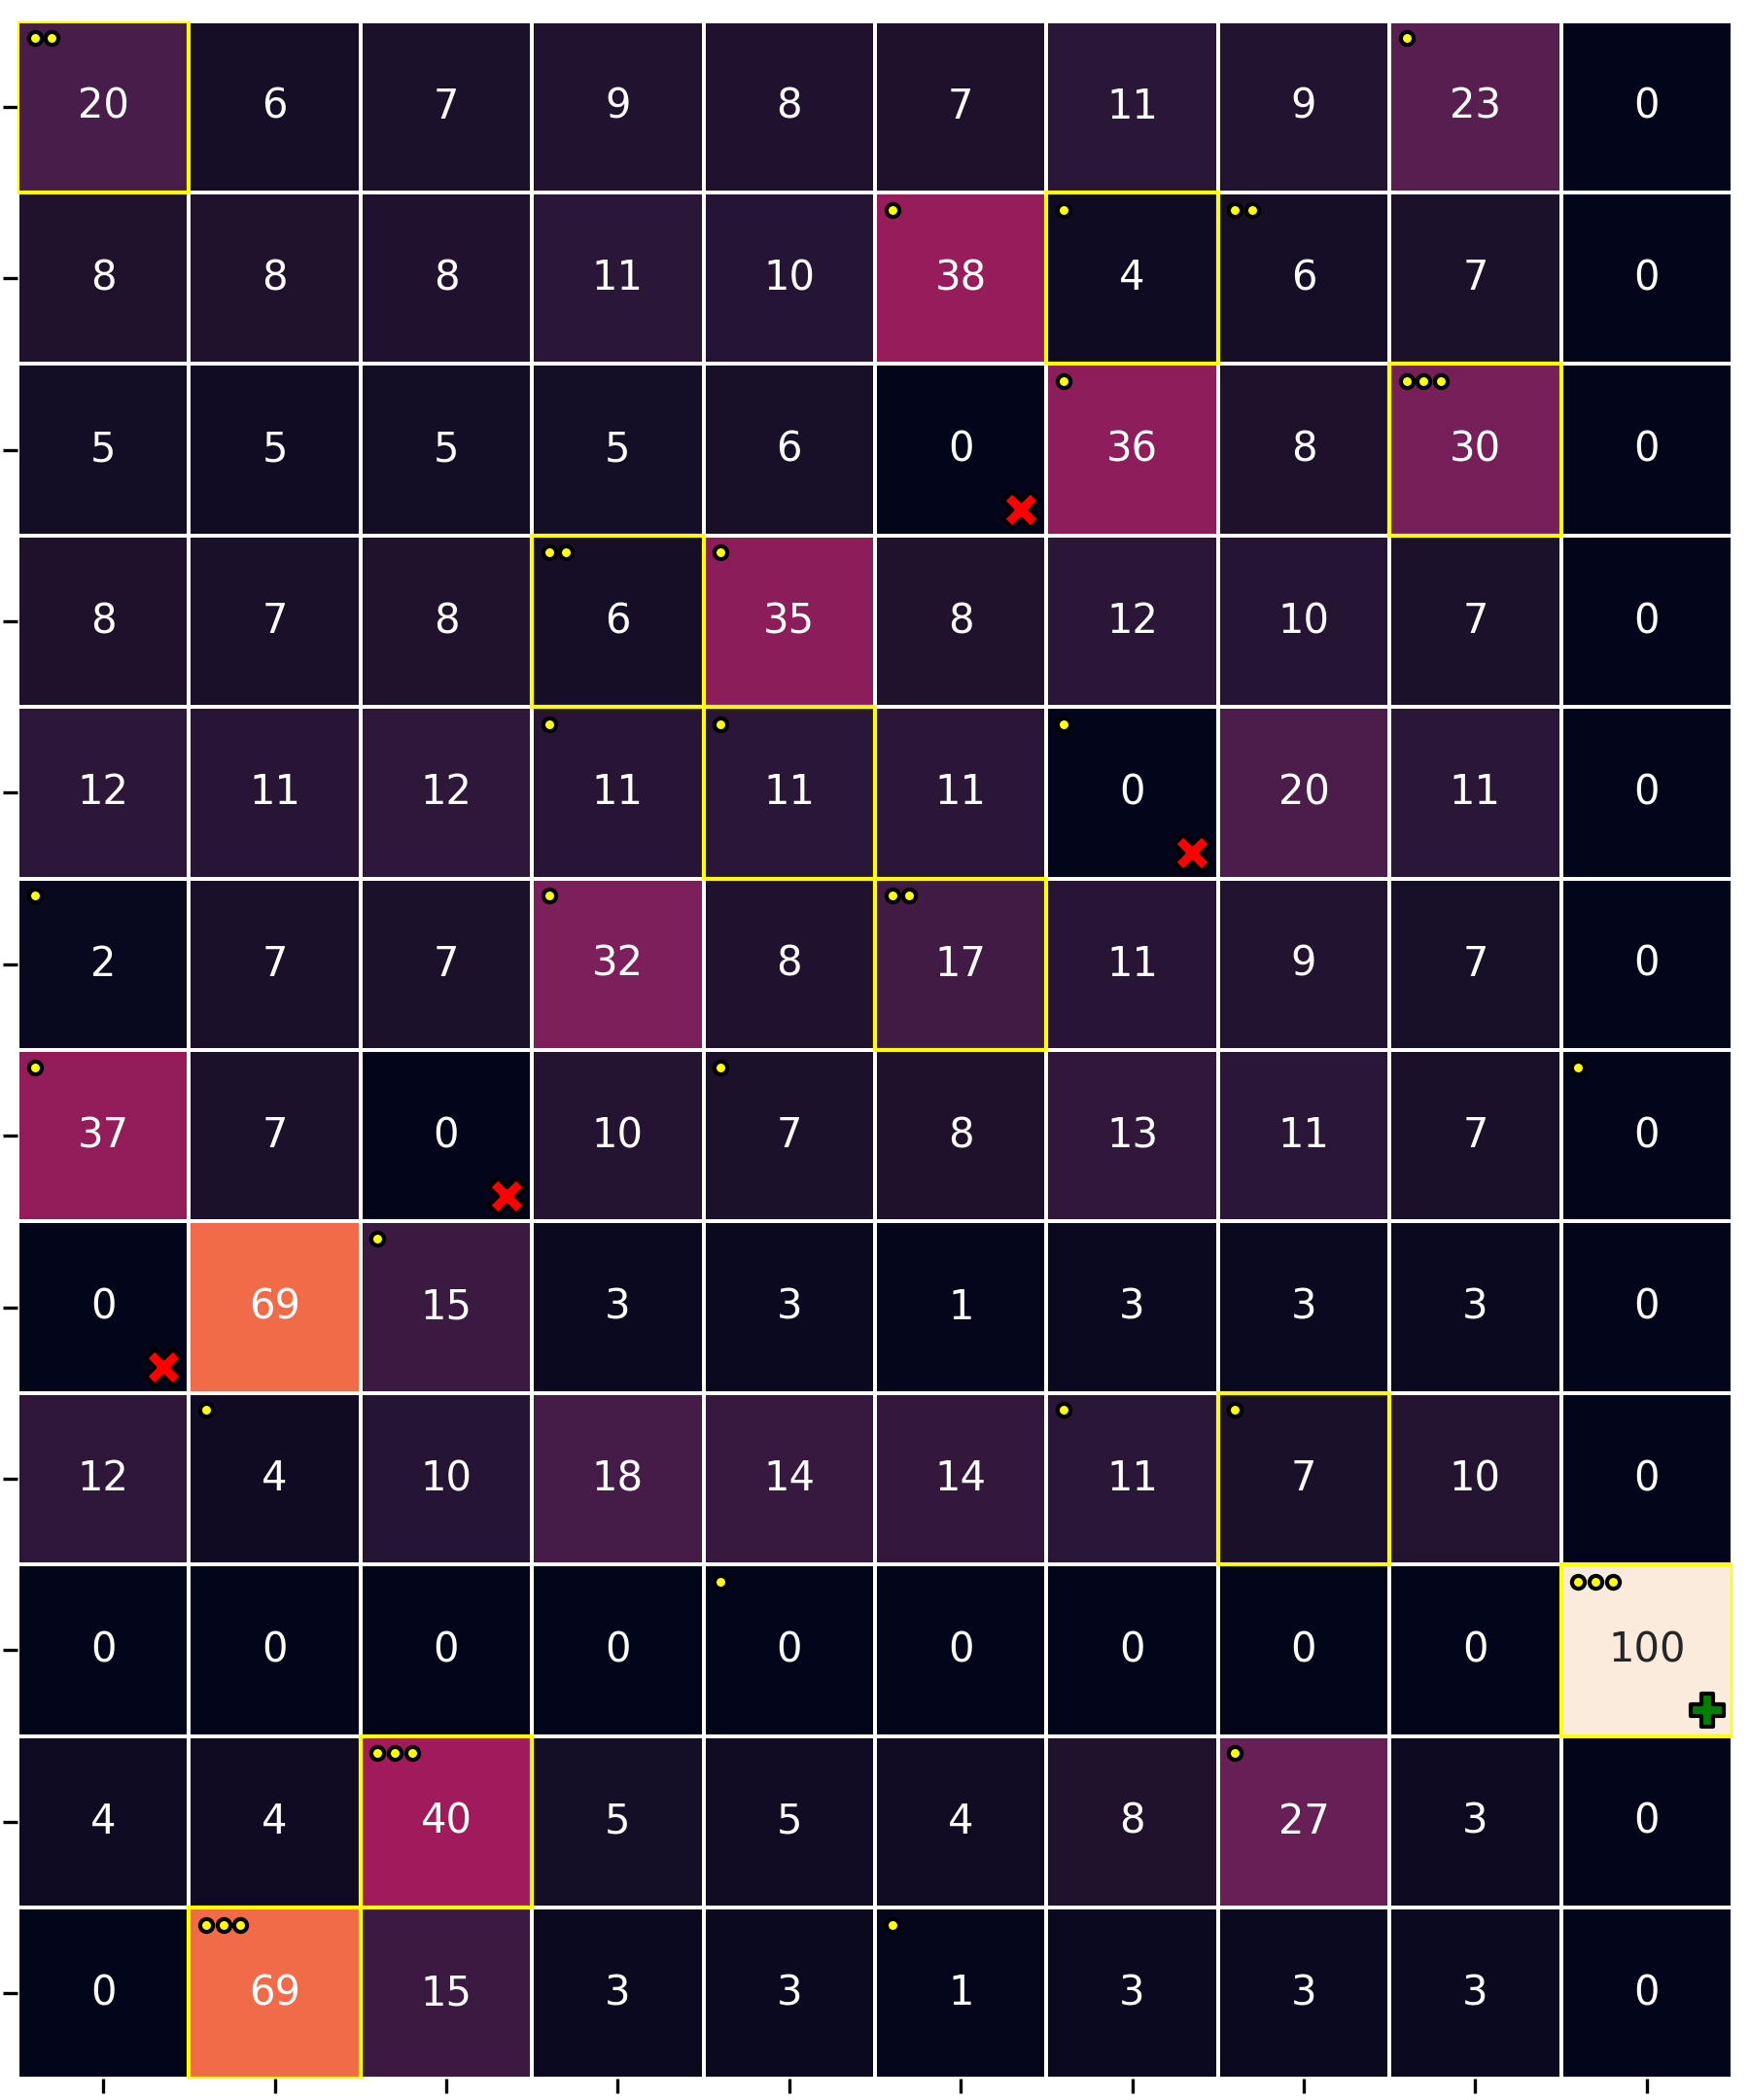 20 6 7 9 8 7 11 9 23 0
8 8 8 11 10 38 4 6 7 0
5 5 5 5 6 0 36 8 30 0
8 7 8 6 35 8 12 10 7 0
12 11 12 11 11 11 0 20 11 0
2 7 7 32 8 17 11 9 7 0
37 7 0 10 7 8 13 11 7 0
0 69 15 3 3 1 3 3 3 0
12 4 10 18 14 14 11 7 10 0
0 0 0 0 0 0 0 0 0 100
4 4 40 5 5 4 8 27 3 0
0 69 15 3 3 1 3 3 3 0